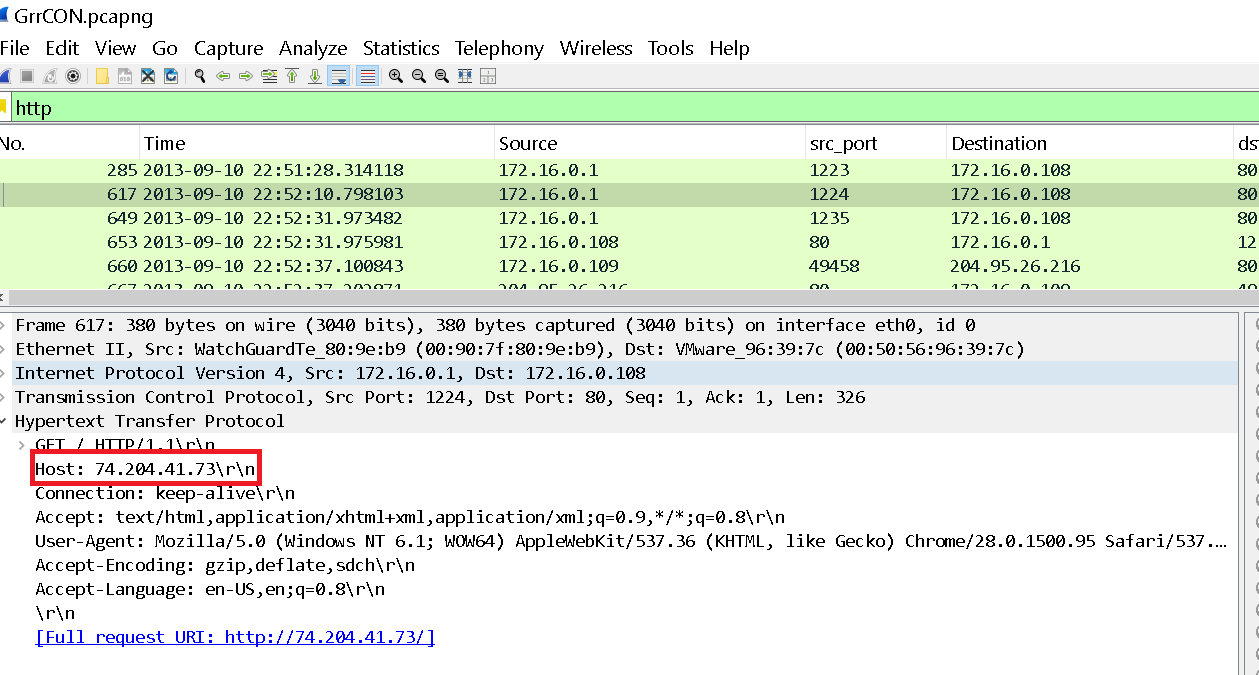 GrrCON.pcapng
File Edit View Go Capture Analyze Statistics Telephony Wireless Tools Help
http
No. Time Source src_port Destination ds
285 2013-09-10 22:51:28.314118 172.16.0.1 1223 172.16.0.108 80
617 2013-09-10 22:52:10.798103 172.16.0.1 1224 172.16.0.108 80
649 2013-09-10 22:52:31.973482 172.16.0.1 1235 172.16.0.108 80
653 2013-09-10 22:52:31.975981 172.16.0.108 80 172.16.0.1 12
660 2013-09-10 22:52:37.100843 172.16.0.109 49458 204.95.26.216 80
Frame 617: 380 bytes on wire (3040 bits), 380 bytes captured (3040 bits) on interface eth0, id 0
Ethernet II, Src: WatchGuardTe_80:9e:b9 (00:90:7f:80:9e:b9), Dst: VMware_96:39:7c (00:50:56:96:39:7c)
Internet Protocol Version 4, Src: 172.16.0.1, Dst: 172.16.0.108
Transmission Control Protocol, Src Port: 1224, Dst Port: 80, Seq: 1, Ack: 1, Len: 326
Hypertext Transfer Protocol
GET / HTTP/1.1\r\n
Host: 74.204.41.73\r\n
Connection: keep-alive\r\n
Accept: text/html,application/xhtml+xml,application/xml;q=0.9,*/*;q=0.8\r\n
User-Agent: Mozilla/5.0 (Windows NT 6.1; WOW64) AppleWebKit/537.36 (KHTML, like Gecko) Chrome/28.0.1500.95 Safari/537.…
Accept-Encoding: gzip,deflate,sdch\r\n
Accept-Language: en-US,en;q=0.8\r\n
\r\n
[Full request URI: http://74.204.41.73/]